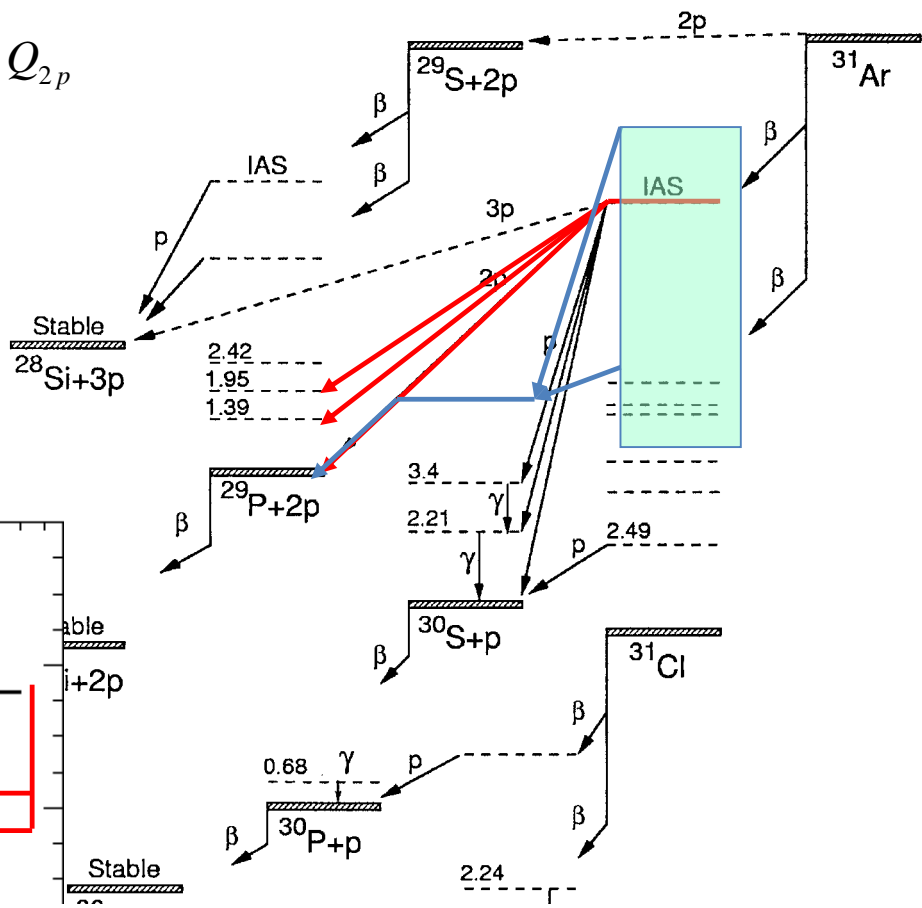 2p
Q2p
29S+2p
31Ar
β
β
IAS
β
IAS
3p
p
2p
β
Stable
p
28Si+3p
2.42
1.95
1.39
3.4
29P+2p
γ
2.21
2.49
β
p
γ
30S+p
able
31Cl
β
i+2p
β
p
γ
0.68
30P+p
β
β
Stable
2.24